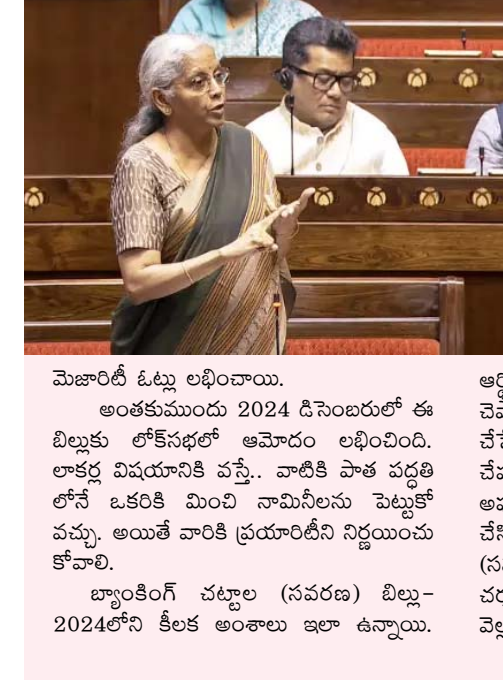 మెజారిటీ ఓట్లు లభించాయి.
అంతకుముందు 2024 డిసెంబరులో ఈ
బిల్లుకు లోక్‌సభలో ఆమోదం లభించింది.
లాకర్ల విషయానికి వస్తే.. వాటికి పాత పద్ధతి
లోనే ఒకరికి మించి నామినీలను పెట్టుకో
వచ్చు. అయితే వారికి ప్రయారిటీని నిర్ణయించు
కోవాలి.
బ్యాంకింగ్ చట్టాల (సవరణ) బిల్లు-
2024లోని కీలక అంశాలు ఇలా ఉన్నాయి.